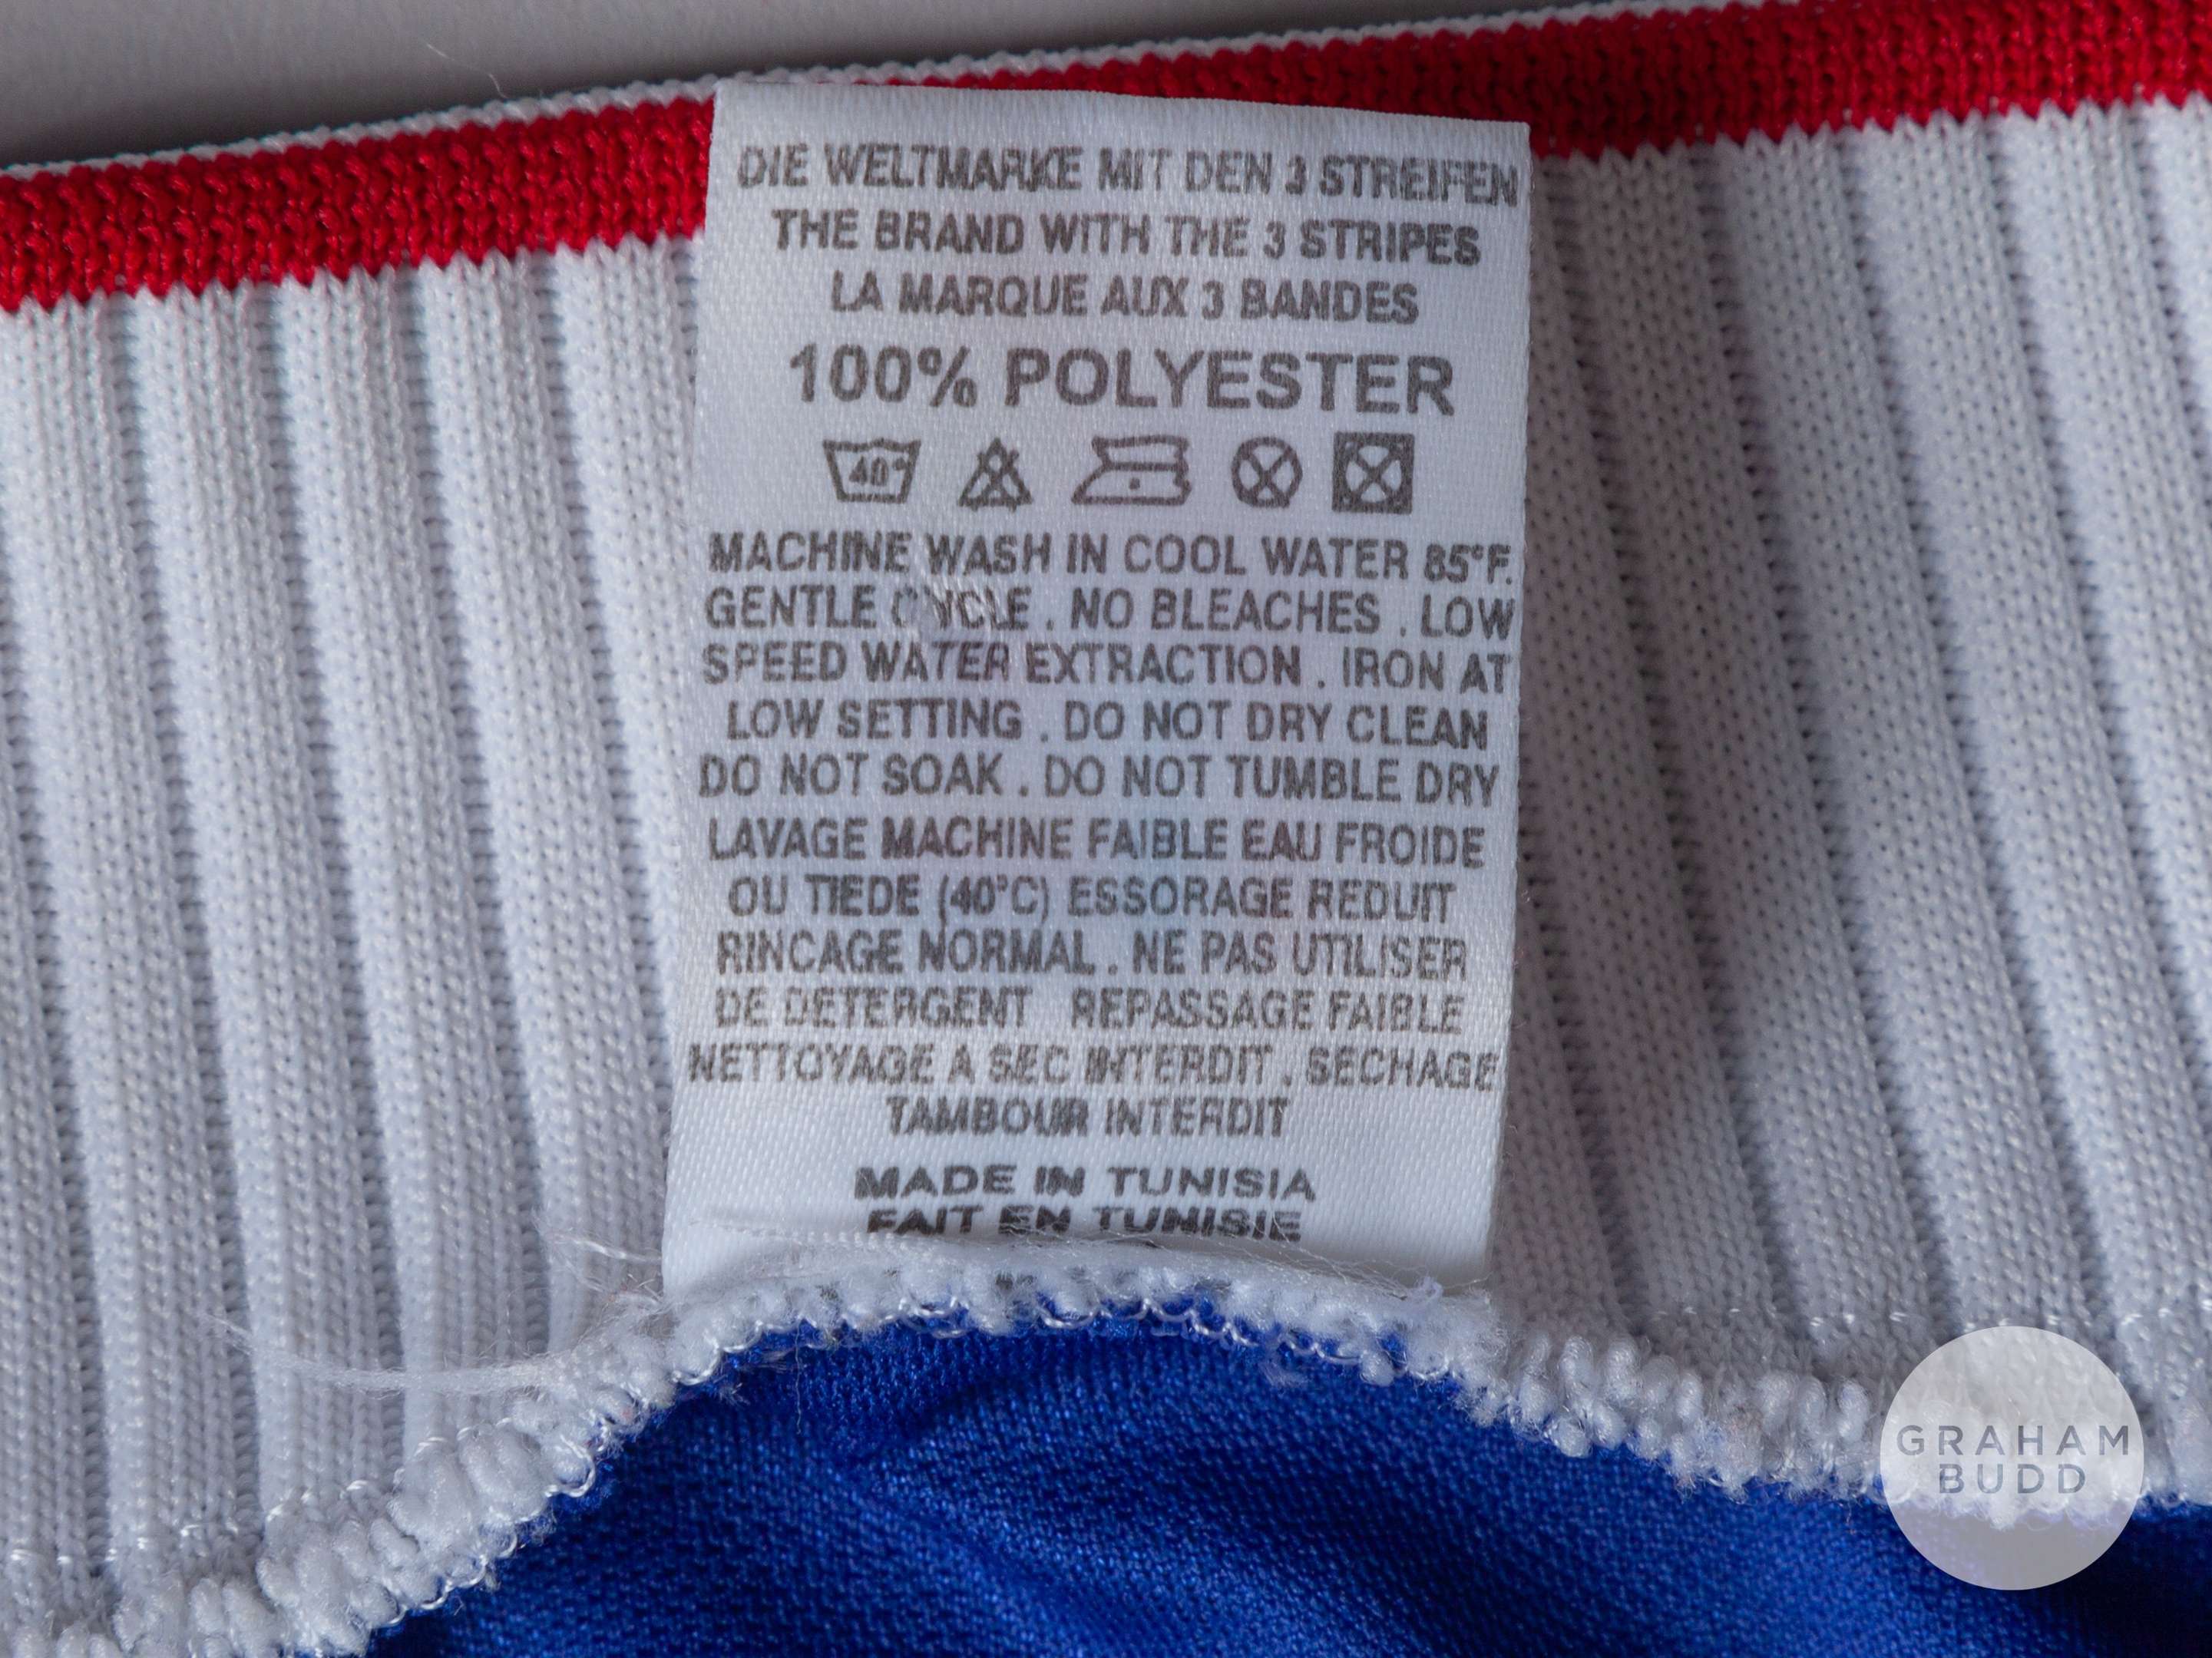 DIE WELTMARKE MIT DEN 3 STREIFEN
THE BRAND WITH THE 3 STRIPES
LA MARQUE AUX 3 BANDES
100% POLYESTER
40°
MACHINE WASH IN COOL WATER 85°F.
GENTLE CYCLE . NO BLEACHES . LOW
SPEED WATER EXTRACTION . IRON AT
LOW SETTING . DO NOT DRY CLEAN
DO NOT SOAK . DO NOT TUMBLE DRY
LAVAGE MACHINE FAIBLE EAU FROIDE
OU TIEDE (40°C) ESSORAGE REDUIT
RINCAGE NORMAL . NE PAS UTILISER
DE DETERGENT REPASSAGE FAIBLE
NETTOYAGE A SEC INTERDIT . SECHAGE
TAMBOUR INTERDIT
MADE IN TUNISIA
FAIT EN TUNISIE
GRAHAM
BUDD